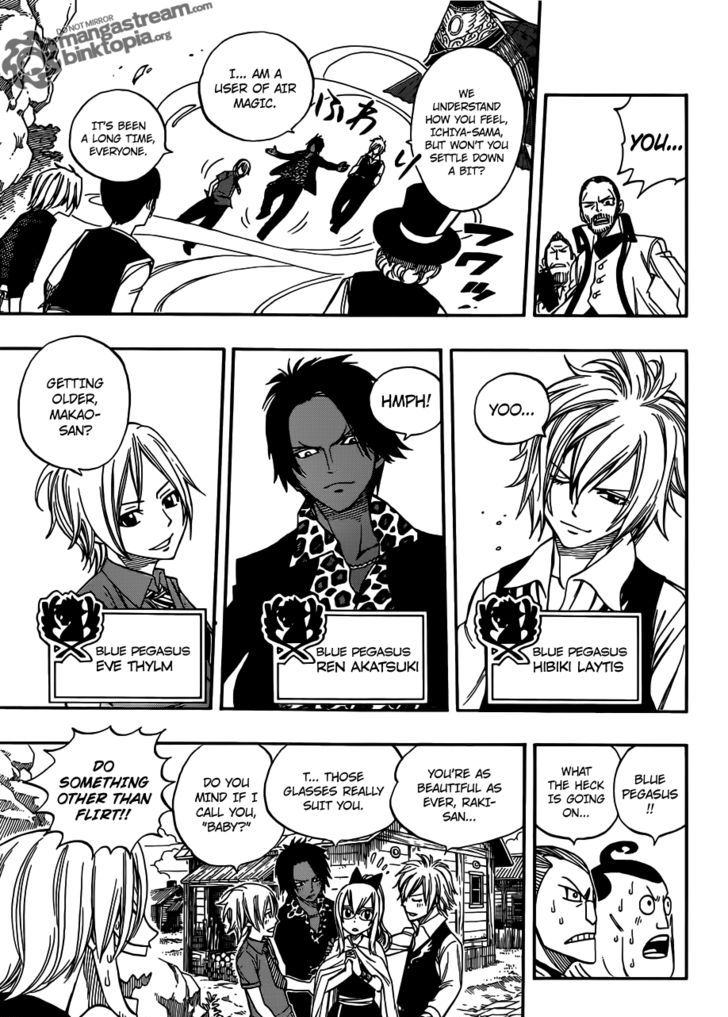 DO NOT MIRROR
mangastream.com
binktopia.org
YOU...
WE
UNDERSTAND
HOW YOU FEEL,
ICHIYA-SAMA,
BUT WON'T YOU
SETTLE DOWN
A BIT?
I... AM A
USER OF AIR
MAGIC.
IT'S BEEN
A LONG TIME,
EVERYONE.
ふわり
フワッ
YOO...
HMPH!
GETTING
OLDER,
MAKAO-
SAN?
BLUE PEGASUS
HIBIKI LAYTIS
BLUE PEGASUS
REN AKATSUKI
BLUE PEGASUS
EVE THYLM
BLUE
PEGASUS
!!
WHAT
THE HECK
IS GOING
ON...
YOU'RE AS
BEAUTIFUL
AS EVER, RAKI-
SAN...
T... THOSE
GLASSES REALLY
SUIT YOU.
DO YOU
MIND IF I
CALL YOU,
"BABY?"
DO
SOMETHING
OTHER THAN
FLIRT!!